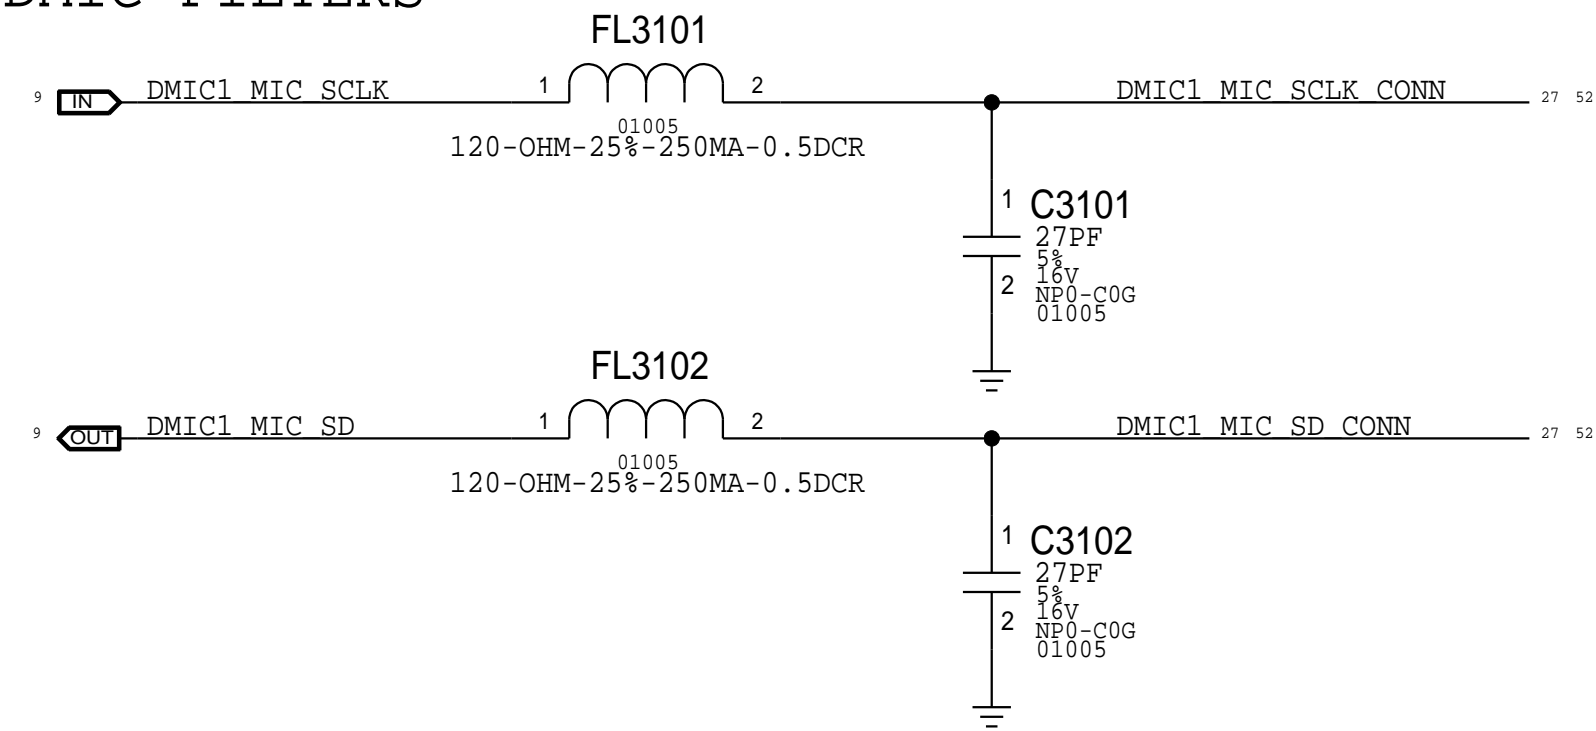 DMIC FILTERS
FL3101
9 IN DMIC1_MIC_SCLK 1 2 DMIC1_MIC_SCLK_CONN 27 52
01005
120-OHM-25%-250MA-0.5DCR
1 C3101
27PF
5%
16V
2 NP0-C0G
01005
FL3102
9 OUT DMIC1_MIC_SD 1 2 DMIC1_MIC_SD_CONN 27 52
01005
120-OHM-25%-250MA-0.5DCR
1 C3102
27PF
5%
16V
2 NP0-C0G
01005